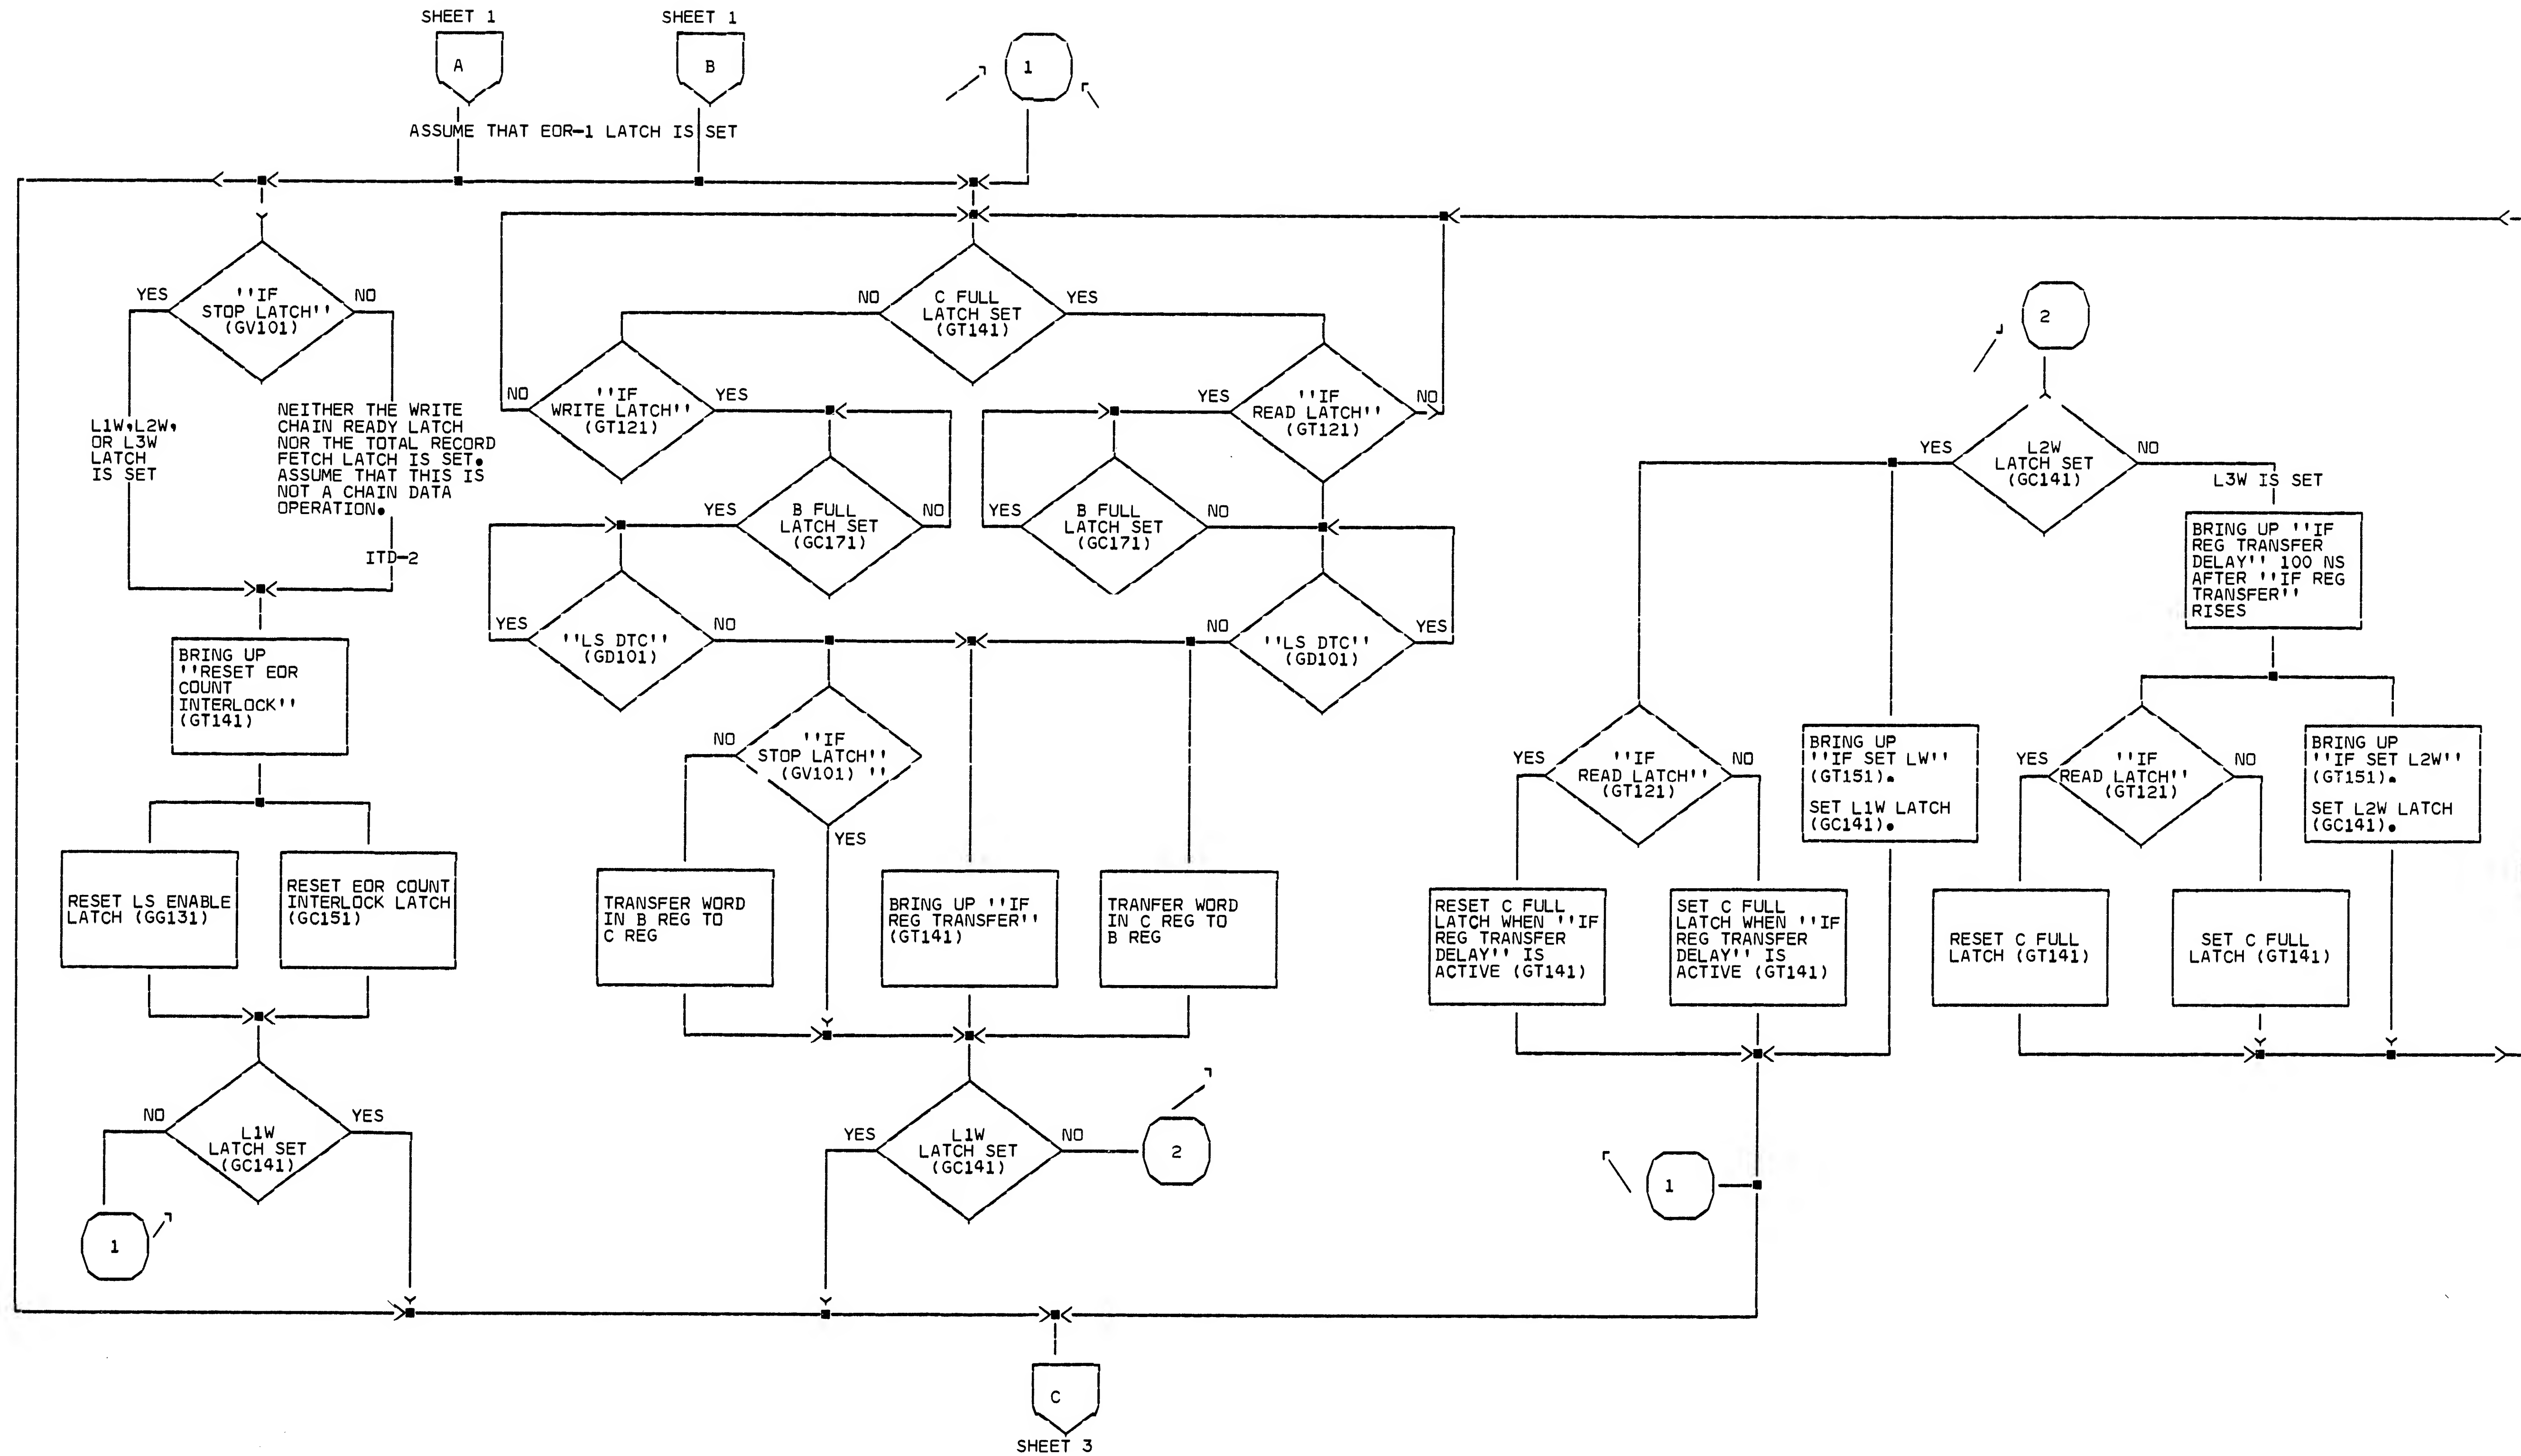 SHEET 1
SHEET 1
A
B
1
ASSUME THAT EOR-1 LATCH IS SET
YES
''IF
STOP LATCH''
(GV101)
NO
L1W,L2W,
OR L3W
LATCH
IS SET
NEITHER THE WRITE
CHAIN READY LATCH
NOR THE TOTAL RECORD
FETCH LATCH IS SET.
ASSUME THAT THIS IS
NOT A CHAIN DATA
OPERATION.
ITD-2
BRING UP
''RESET EOR
COUNT
INTERLOCK''
(GT141)
RESET LS ENABLE
LATCH (GG131)
RESET EOR COUNT
INTERLOCK LATCH
(GC151)
NO
L1W
LATCH SET
(GC141)
YES
1
NO
C FULL
LATCH SET
(GT141)
YES
NO
''IF
WRITE LATCH''
(GT121)
YES
YES
''IF
READ LATCH''
(GT121)
NO
YES
B FULL
LATCH SET
(GC171)
NO
YES
B FULL
LATCH SET
(GC171)
NO
YES
''LS DTC''
(GD101)
NO
NO
''LS DTC''
(GD101)
YES
NO
''IF
STOP LATCH''
(GV101) ''
YES
TRANSFER WORD
IN B REG TO
C REG
BRING UP ''IF
REG TRANSFER''
(GT141)
TRANFER WORD
IN C REG TO
B REG
YES
L1W
LATCH SET
(GC141)
NO
2
2
YES
L2W
LATCH SET
(GC141)
NO
L3W IS SET
BRING UP ''IF
REG TRANSFER
DELAY'' 100 NS
AFTER ''IF REG
TRANSFER''
RISES
YES
''IF
READ LATCH''
(GT121)
NO
BRING UP
''IF SET LW''
(GT151).
SET L1W LATCH
(GC141).
YES
''IF
READ LATCH''
(GT121)
NO
BRING UP
''IF SET L2W''
(GT151).
SET L2W LATCH
(GC141).
RESET C FULL
LATCH WHEN ''IF
REG TRANSFER
DELAY'' IS
ACTIVE (GT141)
SET C FULL
LATCH WHEN ''IF
REG TRANSFER
DELAY'' IS
ACTIVE (GT141)
RESET C FULL
LATCH (GT141)
SET C FULL
LATCH (GT141)
1
C
SHEET 3